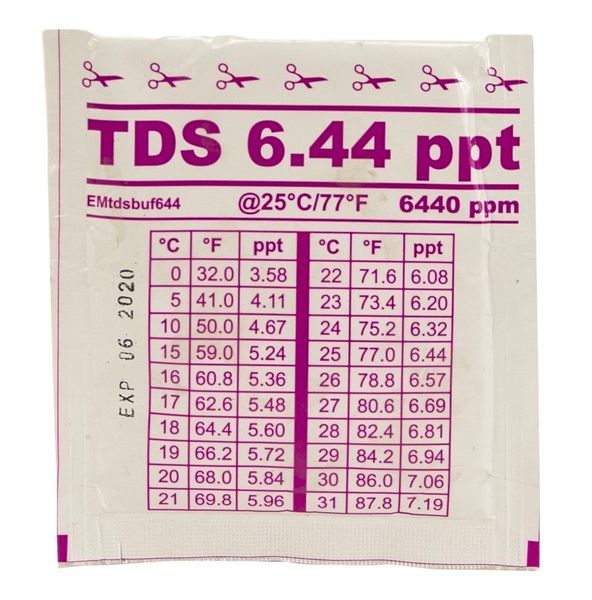 TDS 6.44 ppt
EMtdsbuf644 @25°C/77°F 6440 ppm
°C °F ppt °C °F ppt
0 32.0 3.58 22 71.6 6.08
5 41.0 4.11 23 73.4 6.20
10 50.0 4.67 24 75.2 6.32
15 59.0 5.24 25 77.0 6.44
16 60.8 5.36 26 78.8 6.57
17 62.6 5.48 27 80.6 6.69
18 64.4 5.60 28 82.4 6.81
19 66.2 5.72 29 84.2 6.94
20 68.0 5.84 30 86.0 7.06
21 69.8 5.96 31 87.8 7.19
EXP 06 2020